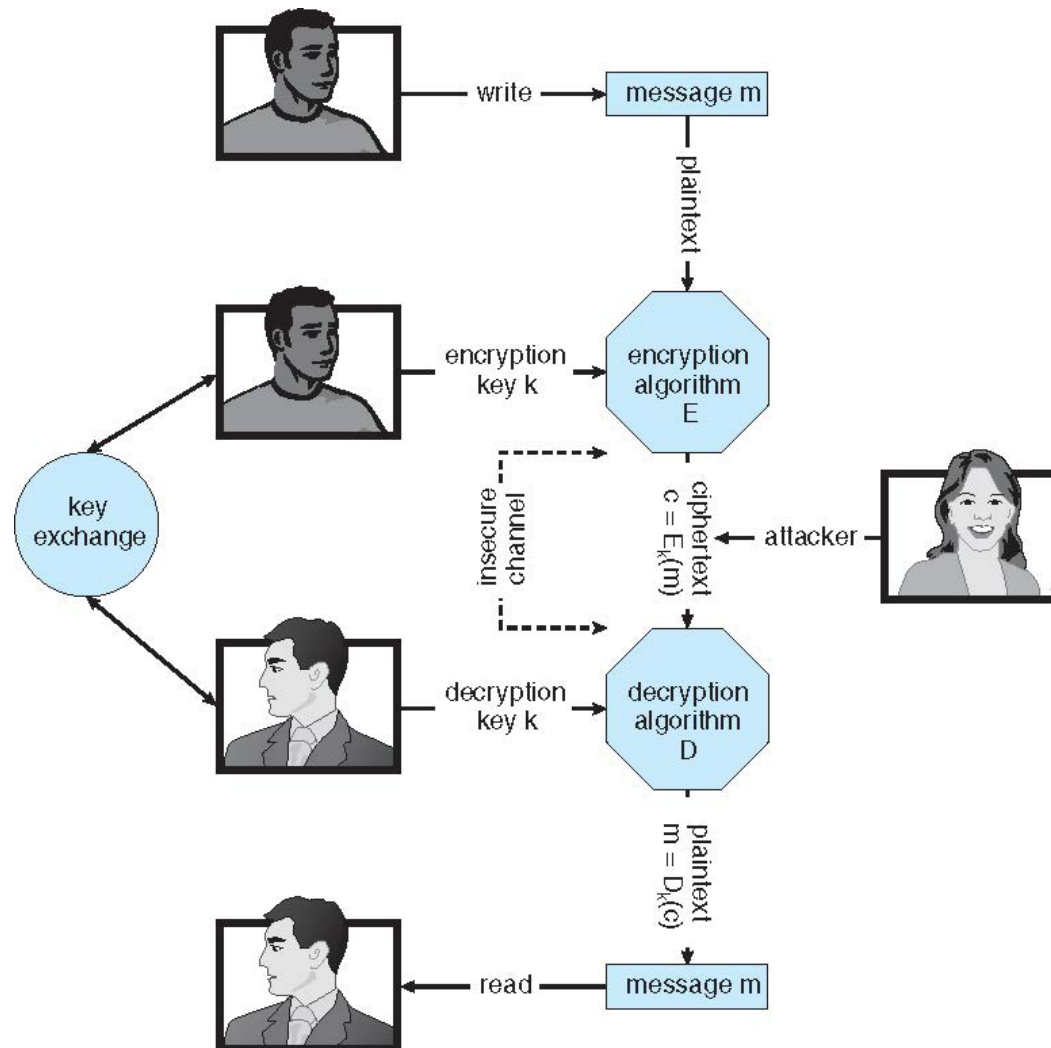 write
message m
plaintext
encryption
key k
encryption
algorithm
E
key
exchange
insecure
channel
ciphertext
c = Eₖ(m)
attacker
decryption
key k
decryption
algorithm
D
plaintext
m = Dₖ(c)
read
message m